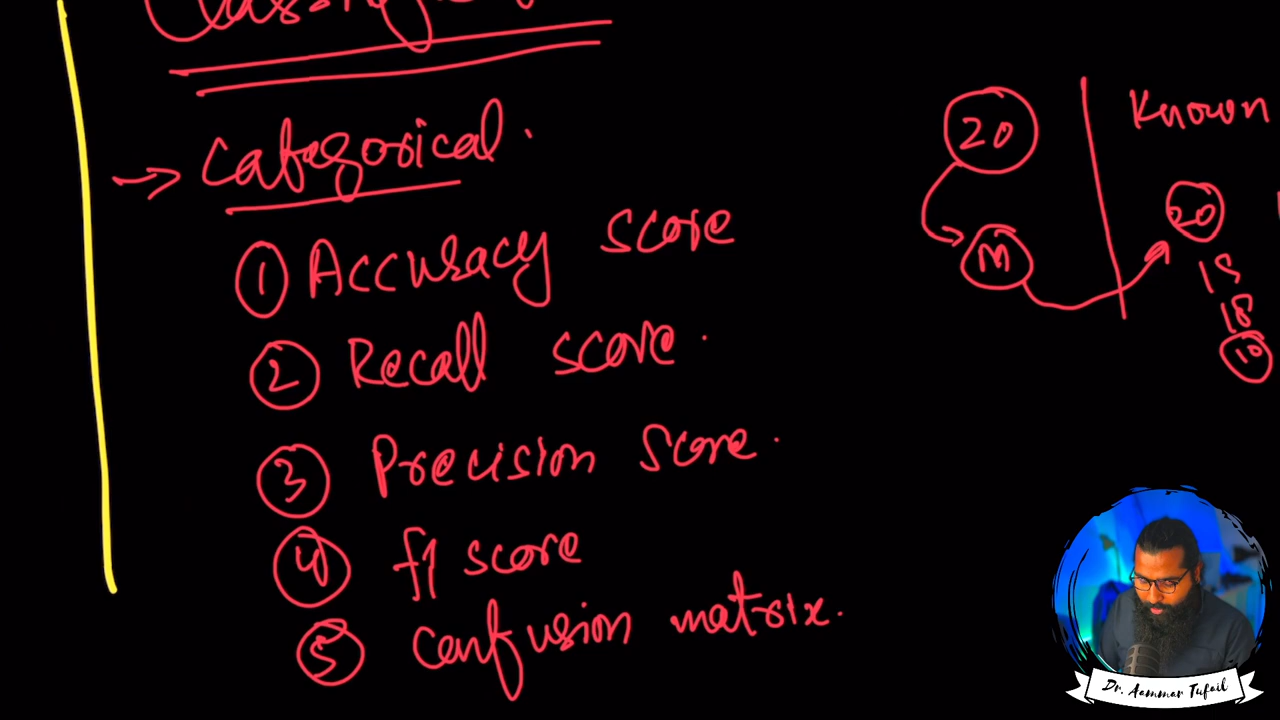 → Categorical.
① Accuracy score
② Recall score.
③ Precision score.
④ f1 score
⑤ Confusion matrix.
20
M
Known
20
15
18
10
Dr. Aammar Tufail